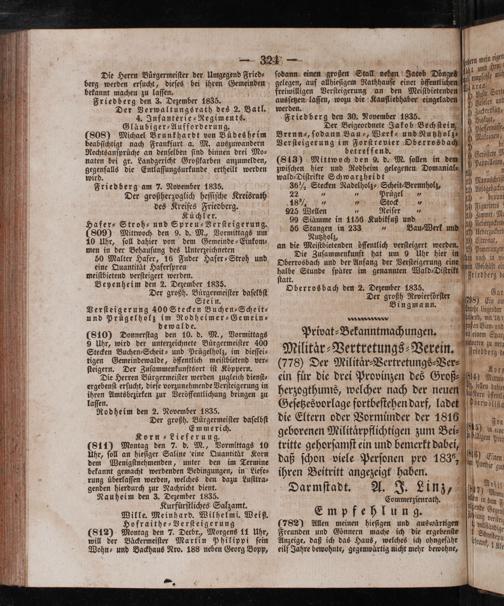 — 324 —
Die Herrn Bürgermeister der Umgegend Fried-
berg werden ersucht, dieses bei ihren Gemeinden
bekannt machen zu lassen.
Friedberg den 3. Dezember 1835.
Der Verwaltungsrath des 2. Batl.
4. Infanterie-Regiments.
Gläubiger-Aufforderung.
(808) Michael Brunkhardt von Büdesheim
beabsichtigt nach Frankfurt a. M. auszuwandern
Rechtsansprüche an denselben sind binnen drei Mo-
naten bei gr. Landgericht Großkarben anzumelden,
gegenfalls die Entlassungsurkunde ertheilt werden
wird.
Friedberg am 7. November 1835.
Der großherzoglich hessische Kreisrath
des Kreises Friedberg.
Küchler.
Hafer- Stroh- und Spreu-Versteigerung.
(809) Mittwoch den 9. d. M., Vormittags um
10 Uhr, soll dahier von dem Gemeinde-Einkom-
men in der Behausung des Unterzeichneten
50 Malter Hafer, 16 Fuder Hafer-Stroh und
eine Quantität Haferspreu
meistbietend versteigert werden.
Beyenheim den 2. Dezember 1835.
Der großh. Bürgermeister daselbst
Stein.
Versteigerung 400 Stecken Buchen-Scheit-
und Prügelholz im Rodheimer-Gemein-
dewalde.
(810) Donnerstag den 10. d. M., Vormittags
9 Uhr, wird der unterzeichnete Bürgermeister 400
Stecken Buchen-Scheit- und Prügelholz, im diessei-
tigen Gemeindewalde, öffentlich meistbietend ver-
steigern. Der Zusammenkunftsort ist Köppern.
Die Herren Bürgermeister werden zugleich dienst-
ergebenst ersucht, diese vorzunehmende Versteigerung in
ihren Amtsbezirken zur Veröffentlichung bringen zu
lassen.
Rodheim den 2. November 1835.
Der großh. Bürgermeister daselbst
Emmerich.
Korn-Lieferung.
(811) Montag den 7. d. M., Vormittags 10
Uhr, soll an hiesiger Saline eine Quantität Korn
dem Wenigstnehmenden, unter den im Termine
bekannt gemacht werdenden Bedingungen, in Liefe-
rung überlassen werden, welches den dazu Lusttra-
genden hierdurch zur Nachricht dient.
Nauheim den 3. Dezember 1835.
Kurfürstliches Salzamt.
Wille. Meinhard. Wilhelmi. Weiß.
Hofraithe-Versteigerung
(812) Montag den 7. Dezbr., Morgens 11 Uhr,
will der Bäckermeister Martin Philippi sein
Wohn- und Backhaus Nro. 188 neben Georg Bopp,
sodann einen großen Stall neben Jacob Dönges
gelegen, auf allhiesigem Rathhause einer öffentlichen
freiwilligen Versteigerung an den Meistbietenden
aussetzen lassen, wozu die Kaufliebhaber eingeladen
werden.
Friedberg den 30. November 1835.
Der Beigeordnete Jakob Bechstein.
Brenn-, sodann Bau-, Werk- und Nutzholz-
Versteigerung im Forstrevier Oberrosbach
betreffend.
(813) Mittwoch den 9. d. M. sollen in dem
zwischen hier und Rodheim gelegenen Domanial-
wald-Distrikte Schwarzheidt
36½ Stecken Nadelholz- Scheit-Brennholz,
22 „ „ Prügel „
18¾ „ „ Stock „
925 Wellen „ Reiser „
99 Stämme in 1156 Kubikfuß und
56 Stangen in 233 „ Bau-Werk und
Nutzholz,
an die Meistbietenden öffentlich versteigert werden.
Die Zusammenkunft hat um 9 Uhr hier in
Oberrosbach und der Anfang der Versteigerung eine
halbe Stunde später im genannten Wald-Distrikt
statt.
Oberrosbach den 2. Dezember 1835.
Der großh Revierförster
Bingmann.
Privat-Bekanntmachungen.
Militär-Vertretungs-Verein.
(778) Der Militär-Vertretungs-Ver-
ein für die drei Provinzen des Groß-
herzogthums, welcher nach der neuen
Gesetzesvorlage fortbestehen darf, ladet
die Eltern oder Vormünder der 1816
geborenen Militärpflichtigen zum Bei-
tritte gehorsamst ein und bemerkt dabei,
daß schon viele Personen pro 1836/7
ihren Beitritt angezeigt haben.
Darmstadt. A. J. Linz,
Commerzienrath.
Empfehlung.
(782) Allen meinen hiesigen und auswärtigen
Freunden und Gönnern mache ich die ergebenste
Anzeige, daß ich das Haus, welches ich ohngefähr
eilf Jahre bewohnte, gegenwärtig nicht mehr bewohne,